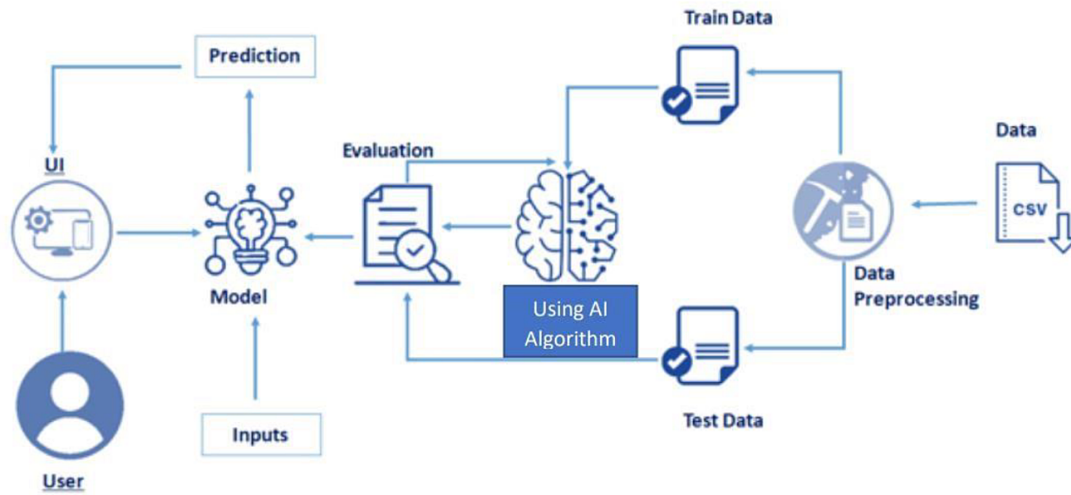 Train Data
Prediction
Data
Evaluation
UI
CSV
Data
Preprocessing
Model
Using AI
Algorithm
Test Data
Inputs
User